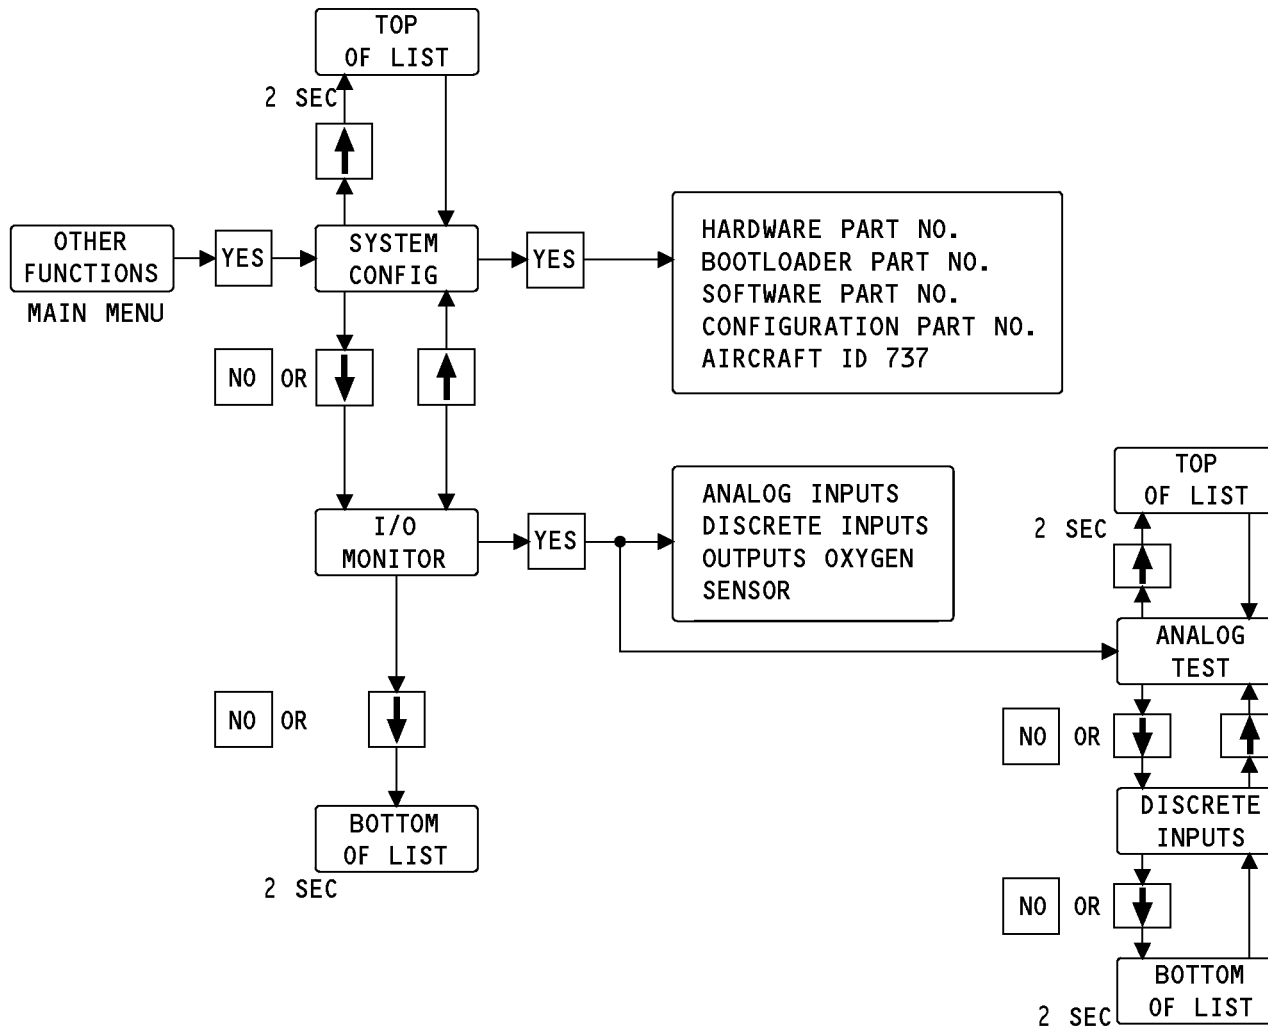 TOP
OF LIST
2 SEC
OTHER
FUNCTIONS
MAIN MENU
YES
SYSTEM
CONFIG
YES
HARDWARE PART NO.
BOOTLOADER PART NO.
SOFTWARE PART NO.
CONFIGURATION PART NO.
AIRCRAFT ID 737
NO OR
I/O
MONITOR
YES
ANALOG INPUTS
DISCRETE INPUTS
OUTPUTS OXYGEN
SENSOR
NO OR
BOTTOM
OF LIST
2 SEC
TOP
OF LIST
2 SEC
ANALOG
TEST
NO OR
DISCRETE
INPUTS
NO OR
BOTTOM
OF LIST
2 SEC